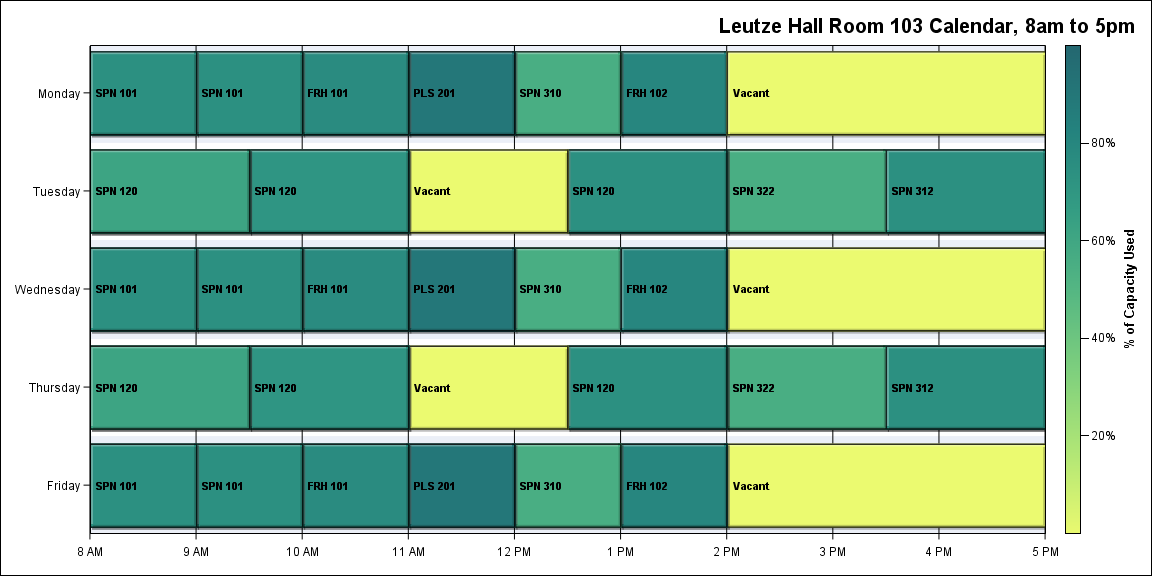 Leutze Hall Room 103 Calendar, 8am to 5pm
Monday
SPN 101
SPN 101
FRH 101
PLS 201
SPN 310
FRH 102
Vacant
Tuesday
SPN 120
SPN 120
Vacant
SPN 120
SPN 322
SPN 312
Wednesday
SPN 101
SPN 101
FRH 101
PLS 201
SPN 310
FRH 102
Vacant
Thursday
SPN 120
SPN 120
Vacant
SPN 120
SPN 322
SPN 312
Friday
SPN 101
SPN 101
FRH 101
PLS 201
SPN 310
FRH 102
Vacant
8 AM
9 AM
10 AM
11 AM
12 PM
1 PM
2 PM
3 PM
4 PM
5 PM
80%
60%
40%
20%
% of Capacity Used